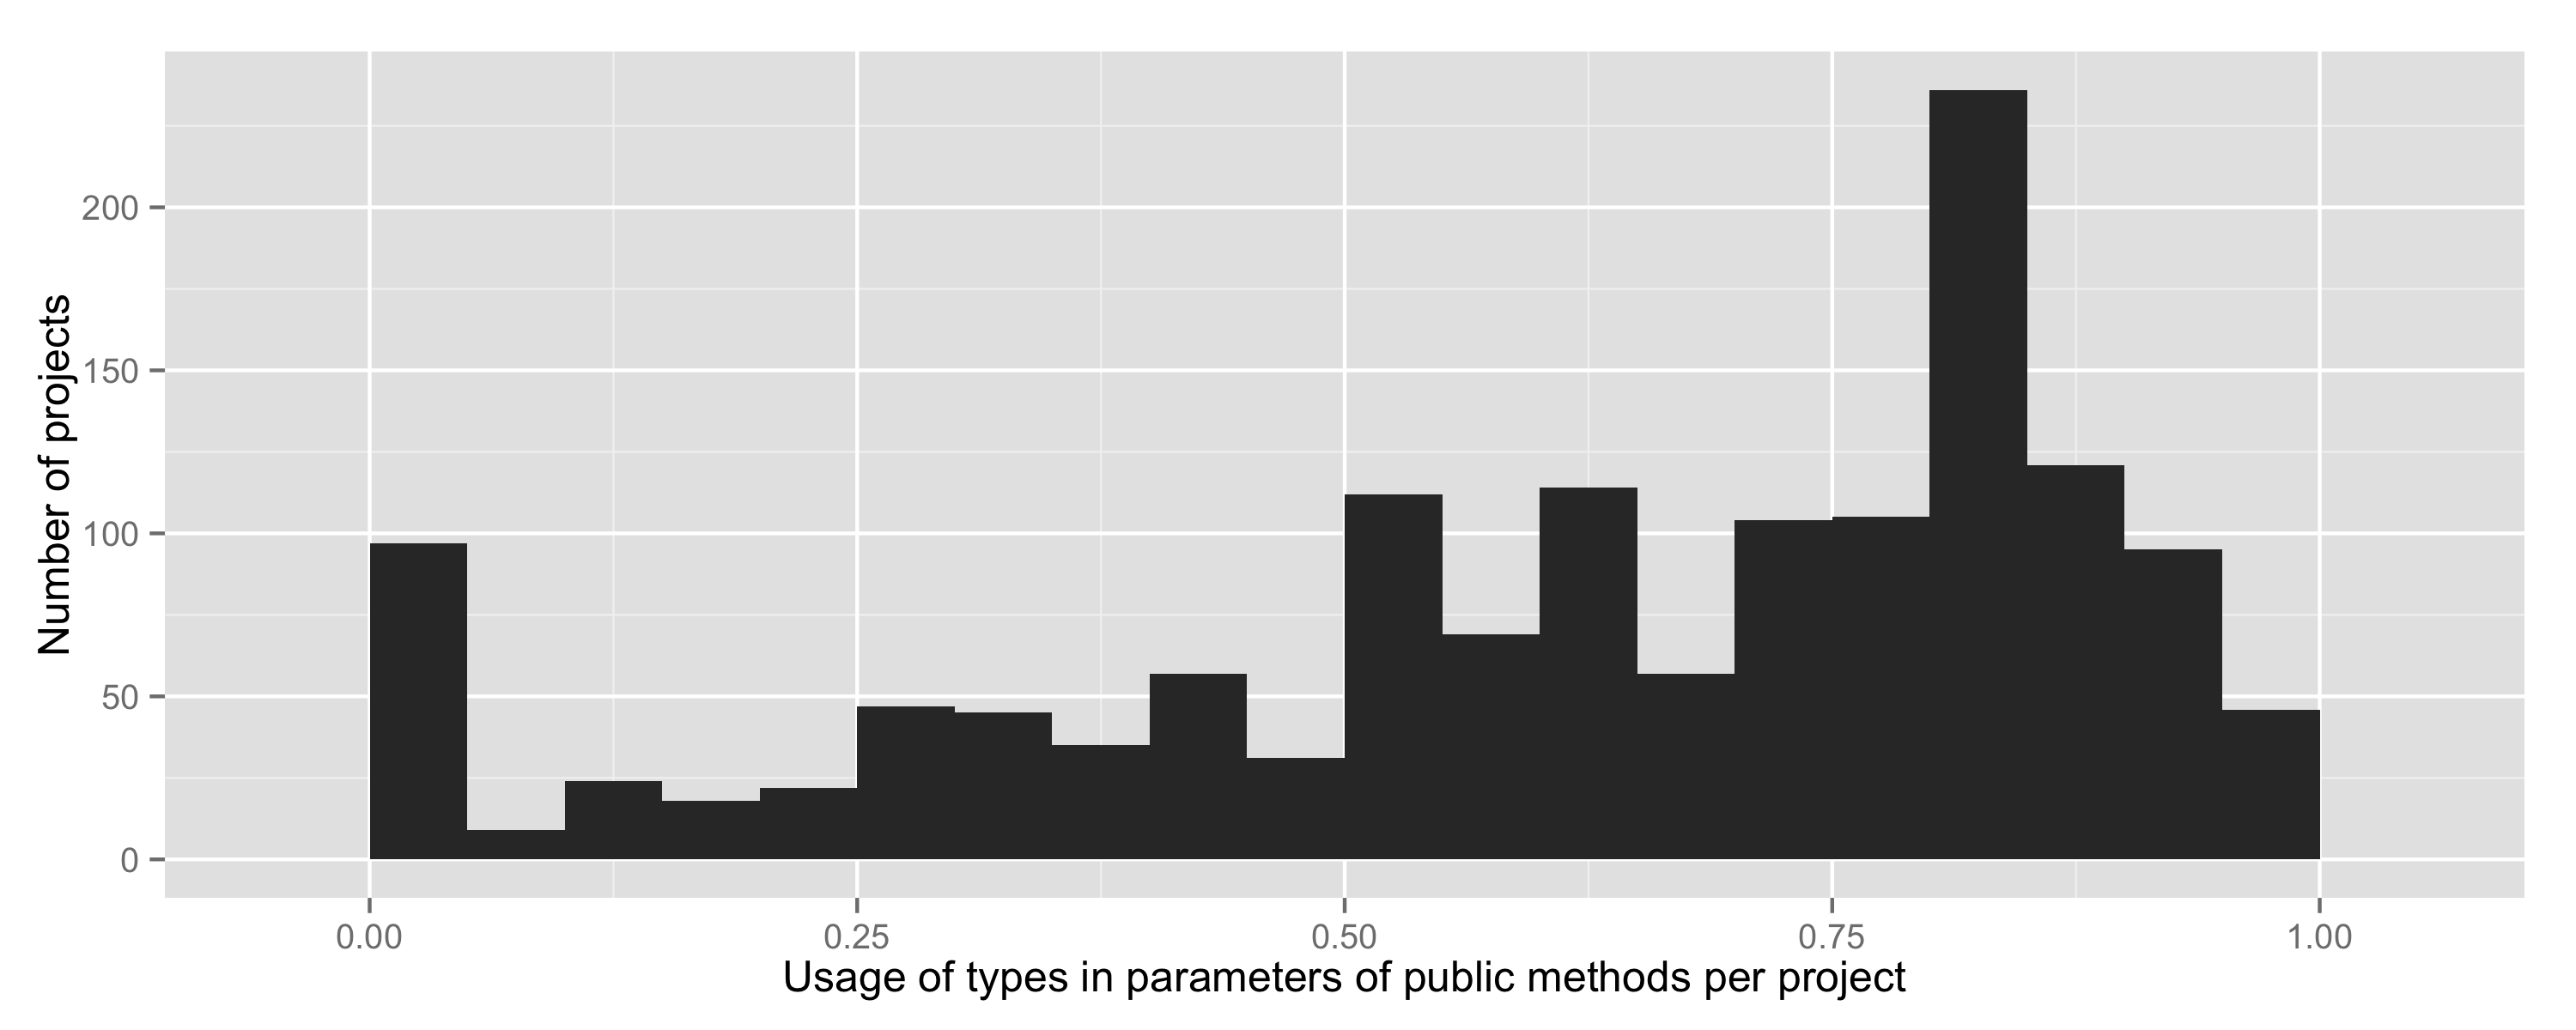 Number of projects
200
150
100
50
0
0.00 0.25 0.50 0.75 1.00
Usage of types in parameters of public methods per project